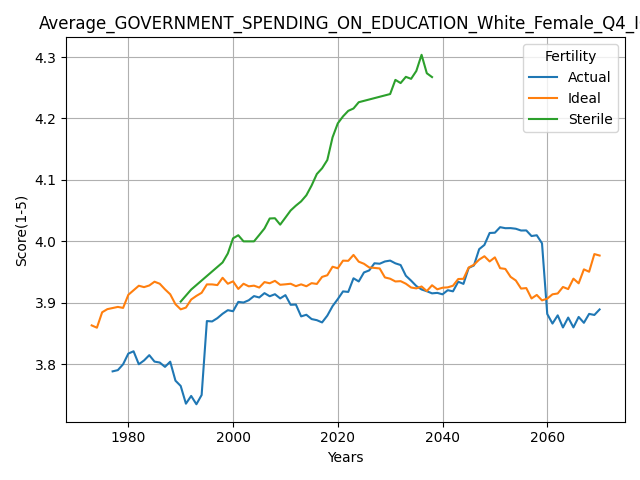 Average_GOVERNMENT_SPENDING_ON_EDUCATION_White_Female_Q4_I
Fertility
Actual
Ideal
Sterile
4.3
4.2
4.1
4.0
3.9
3.8
Score(1-5)
1980 2000 2020 2040 2060
Years